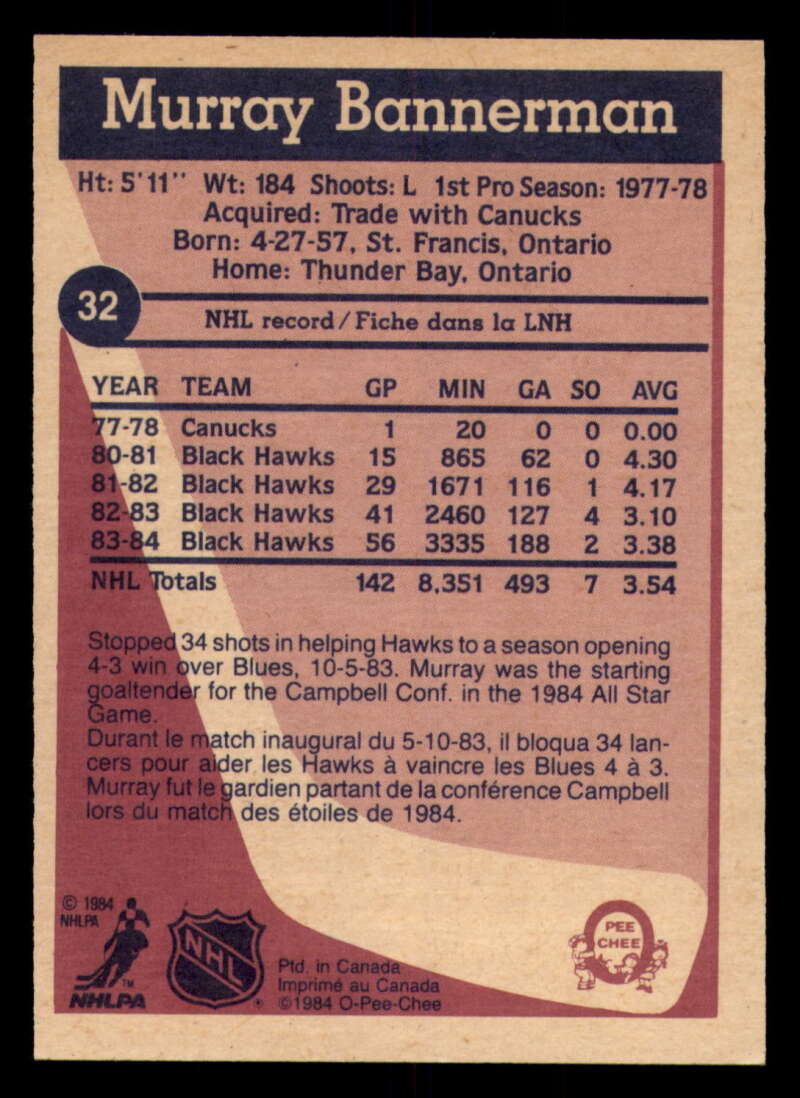 Murray Bannerman
Ht: 5'11" Wt: 184 Shoots: L 1st Pro Season: 1977-78
Acquired: Trade with Canucks
Born: 4-27-57, St. Francis, Ontario
Home: Thunder Bay, Ontario
32
NHL record/Fiche dans la LNH
YEAR TEAM GP MIN GA SO AVG
77-78 Canucks 1 20 0 0 0.00
80-81 Black Hawks 15 865 62 0 4.30
81-82 Black Hawks 29 1671 116 1 4.17
82-83 Black Hawks 41 2460 127 4 3.10
83-84 Black Hawks 56 3335 188 2 3.38
NHL Totals 142 8,351 493 7 3.54
Stopped 34 shots in helping Hawks to a season opening
4-3 win over Blues, 10-5-83. Murray was the starting
goaltender for the Campbell Conf. in the 1984 All Star
Game.
Durant le match inaugural du 5-10-83, il bloqua 34 lan-
cers pour aider les Hawks à vaincre les Blues 4 à 3.
Murray fut le gardien partant de la conférence Campbell
lors du match des étoiles de 1984.
© 1984
NHLPA
TM
NHLPA
NHL
Ptd. in Canada
Imprimé au Canada
©1984 O-Pee-Chee
PEE
CHEE